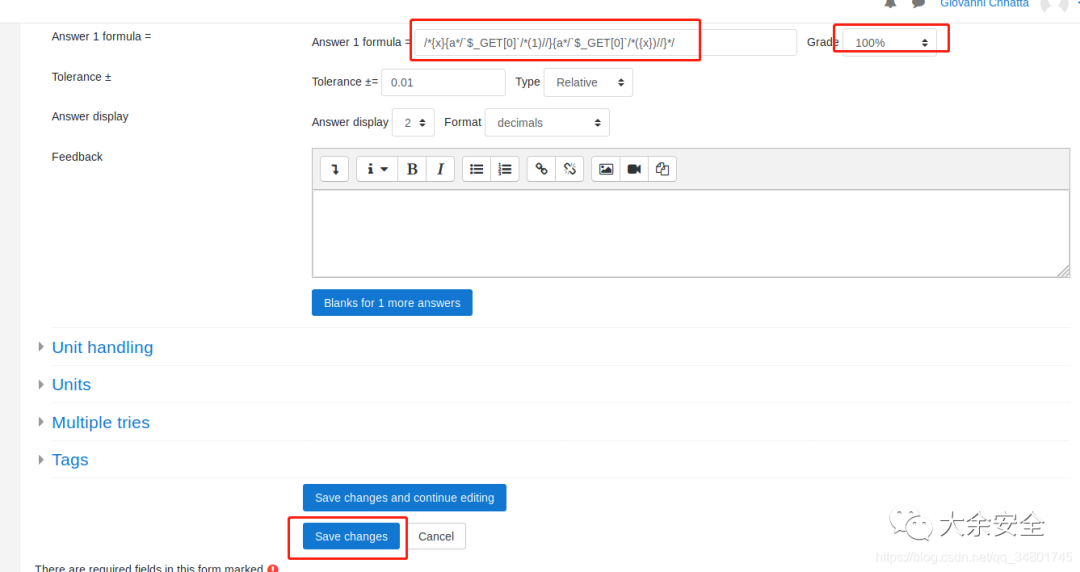 Giovanni Chhatta
Answer 1 formula =
Answer 1 formula = /*{x}{a*/`$_GET[0]`/*(1)//}{a*/`$_GET[0]`/*({x})//}*/ Grade 100%
Tolerance ±
Tolerance ±= 0.01 Type Relative
Answer display
Answer display 2 Format decimals
Feedback
Blanks for 1 more answers
Unit handling
Units
Multiple tries
Tags
Save changes and continue editing
Save changes Cancel
There are required fields in this form marked
大余安全
https://blog.csdn.net/qq_34801745